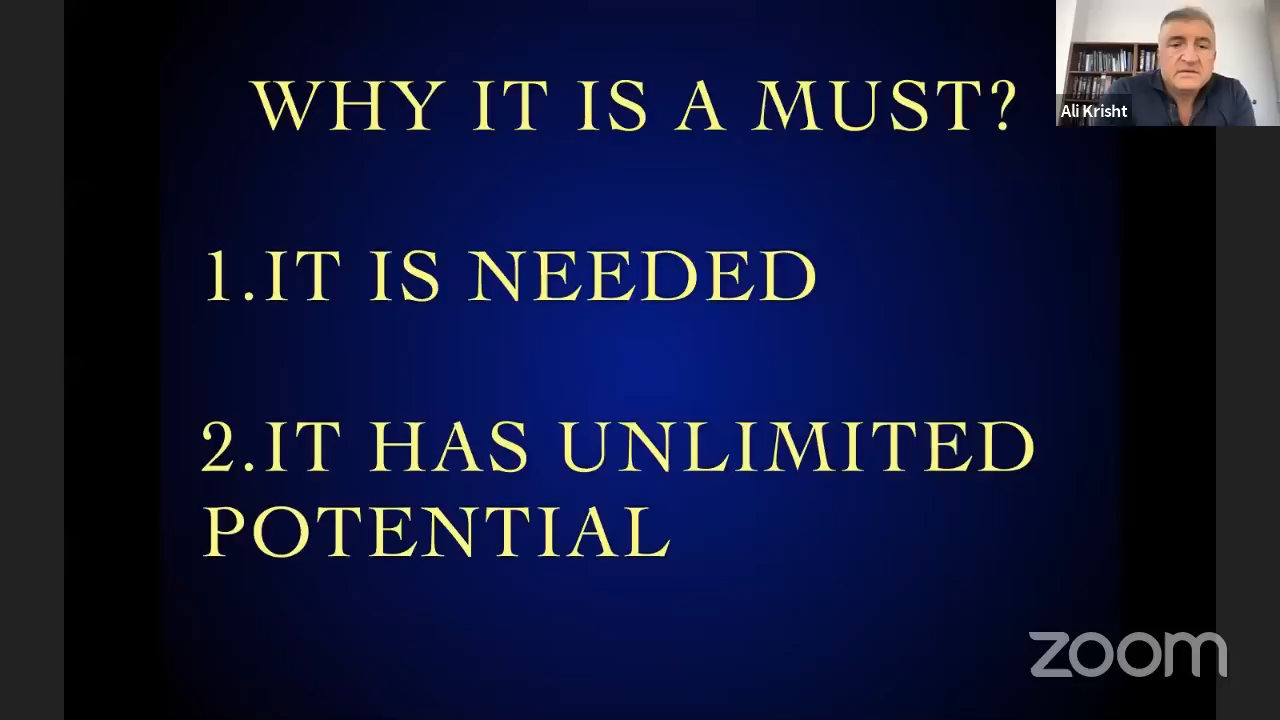 WHY IT IS A MUST?
Ali Krisht
1.IT IS NEEDED
2.IT HAS UNLIMITED
POTENTIAL
zoom